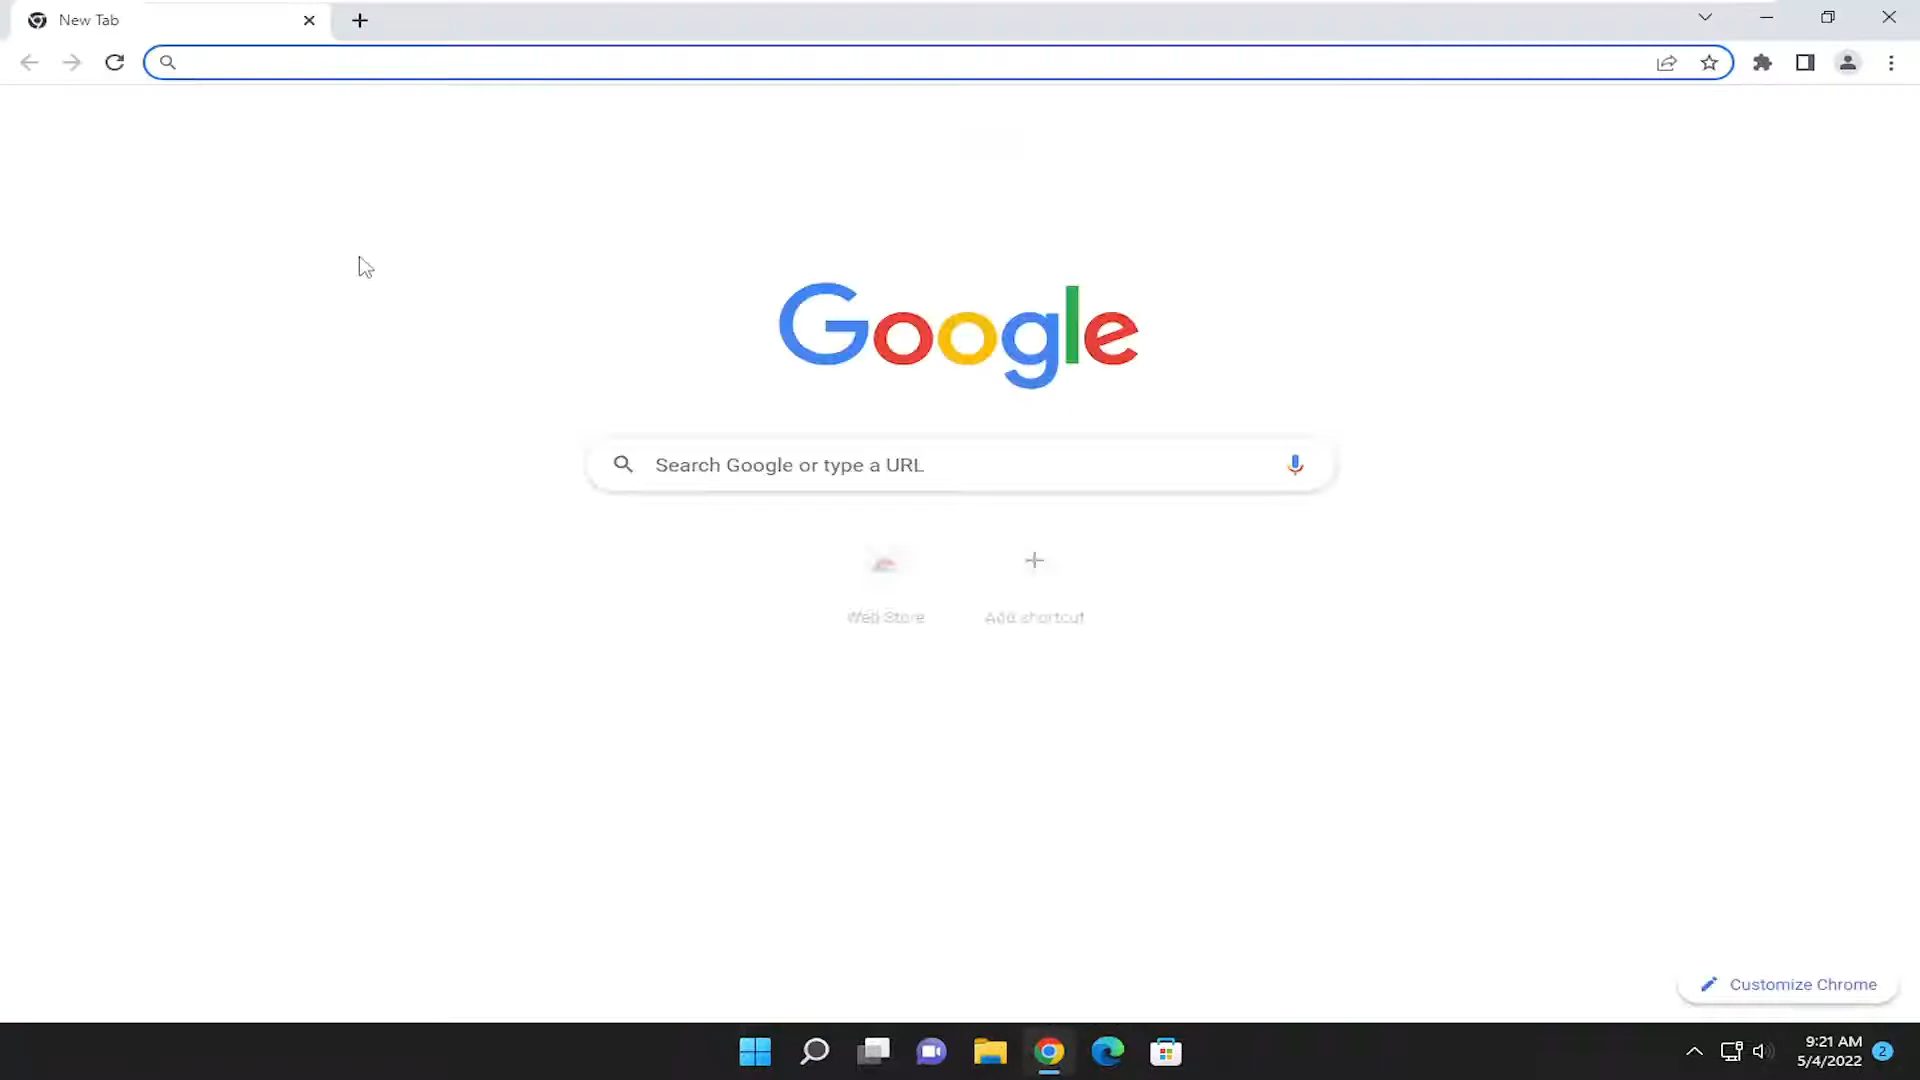 New Tab
Google
Search Google or type a URL
Web Store
Add shortcut
Customize Chrome
9:21 AM
5/4/2022
2